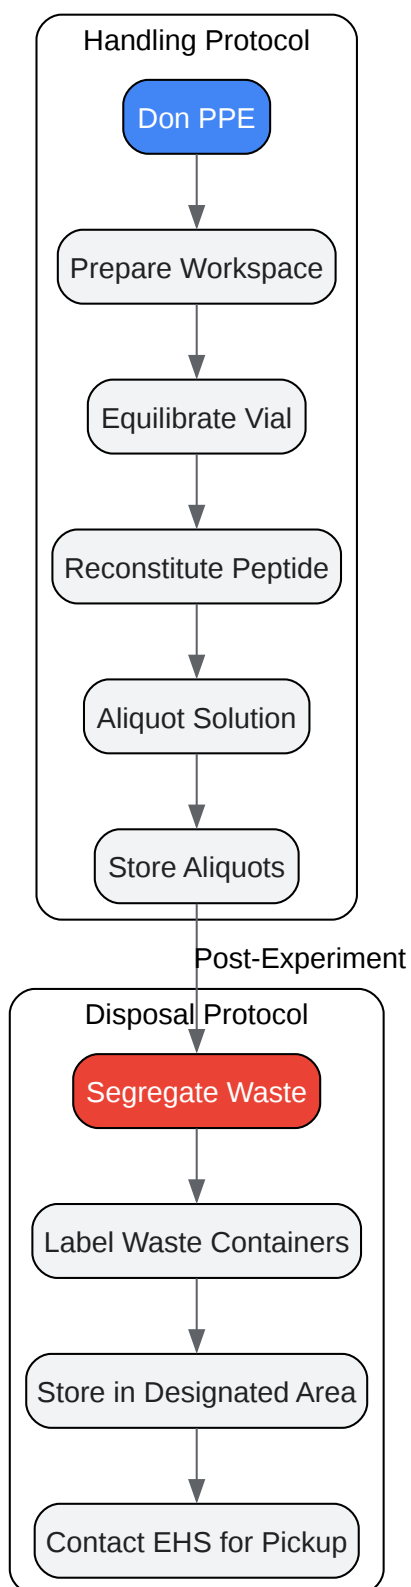 Handling Protocol
Don PPE
Prepare Workspace
Equilibrate Vial
Reconstitute Peptide
Aliquot Solution
Store Aliquots
Post-Experiment
Disposal Protocol
Segregate Waste
Label Waste Containers
Store in Designated Area
Contact EHS for Pickup